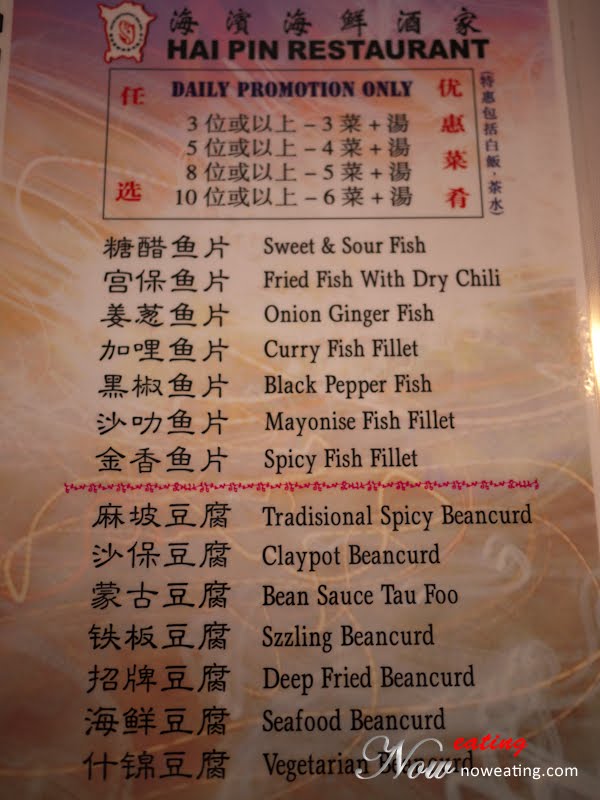 海濱海鮮酒家
HAI PIN RESTAURANT
DAILY PROMOTION ONLY
任选
优惠菜肴
3 位或以上 – 3 菜 + 湯
5 位或以上 – 4 菜 + 湯
8 位或以上 – 5 菜 + 湯
10 位或以上 – 6 菜 + 湯
(特惠包括白飯,茶水)
糖醋鱼片 Sweet & Sour Fish
宫保鱼片 Fried Fish With Dry Chili
姜葱鱼片 Onion Ginger Fish
加哩鱼片 Curry Fish Fillet
黑椒鱼片 Black Pepper Fish
沙叻鱼片 Mayonise Fish Fillet
金香鱼片 Spicy Fish Fillet
麻坡豆腐 Tradisional Spicy Beancurd
沙保豆腐 Claypot Beancurd
蒙古豆腐 Bean Sauce Tau Foo
铁板豆腐 Szzling Beancurd
招牌豆腐 Deep Fried Beancurd
海鲜豆腐 Seafood Beancurd
什锦豆腐 Vegetarian Beancurd
Now eating
noweating.com